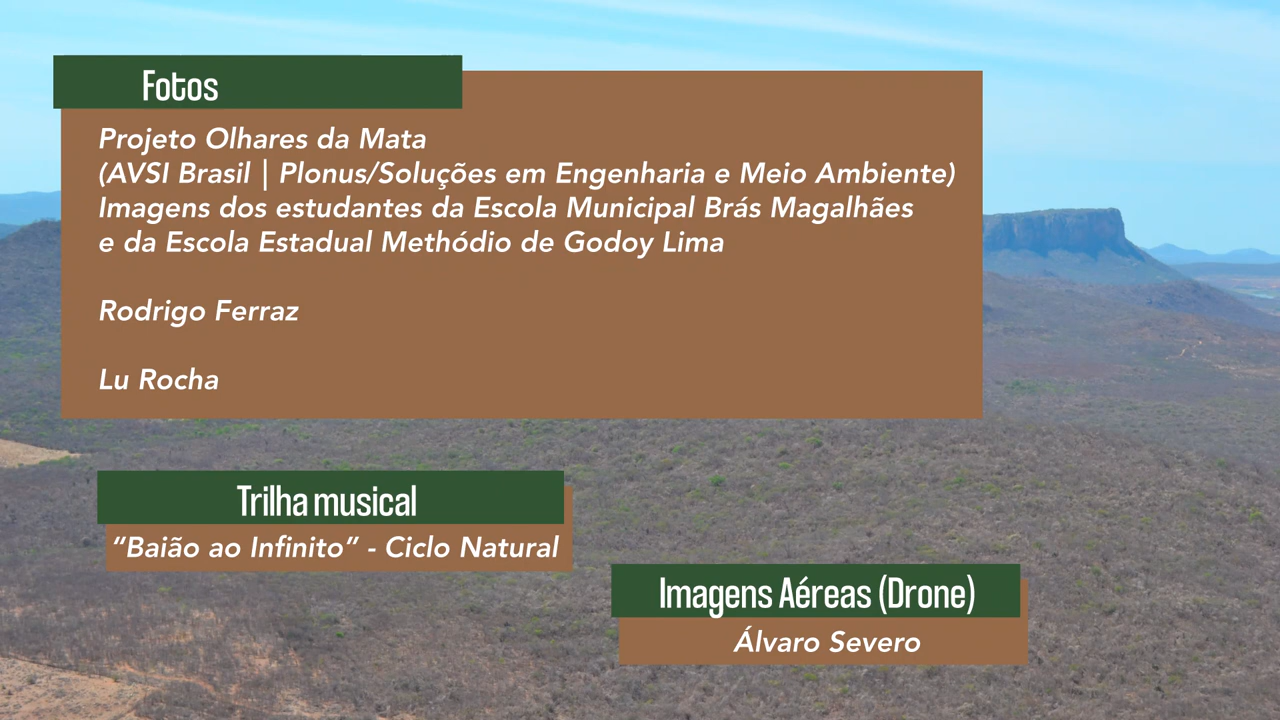 Fotos
Projeto Olhares da Mata
(AVSI Brasil | Plonus/Soluções em Engenharia e Meio Ambiente)
Imagens dos estudantes da Escola Municipal Brás Magalhães
e da Escola Estadual Methódio de Godoy Lima
Rodrigo Ferraz
Lu Rocha
Trilha musical
“Baião ao Infinito” - Ciclo Natural
Imagens Aéreas (Drone)
Álvaro Severo